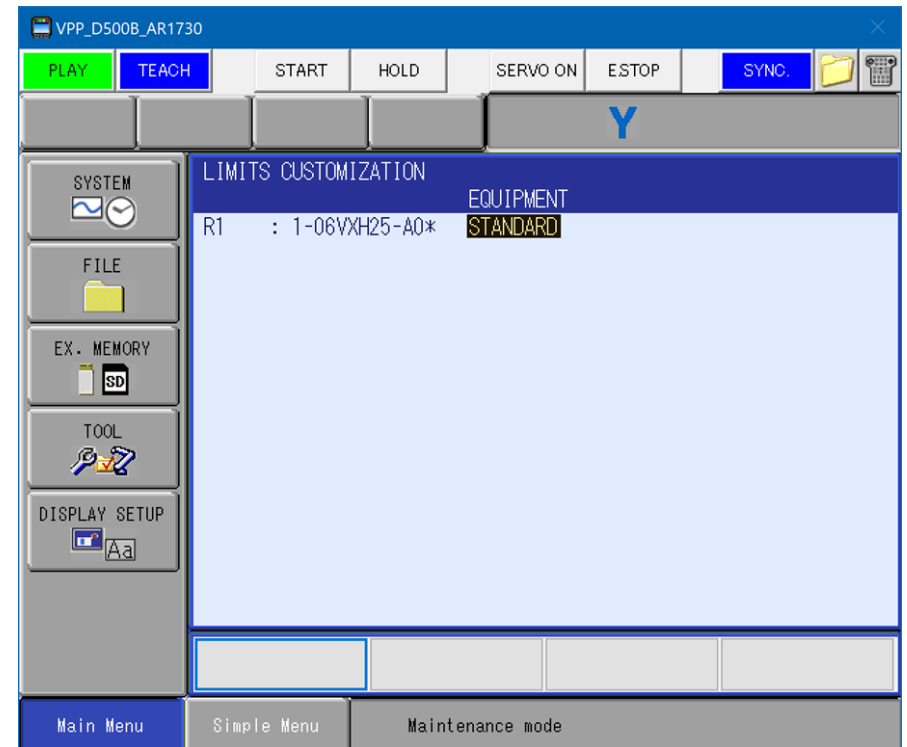 VPP_D500B_AR1730
PLAY TEACH START HOLD SERVO ON E.STOP SYNC.
Y
SYSTEM
FILE
EX. MEMORY
SD
TOOL
DISPLAY SETUP
Aa
LIMITS CUSTOMIZATION
EQUIPMENT
R1 : 1-06VXH25-A0* STANDARD
Main Menu Simple Menu Maintenance mode